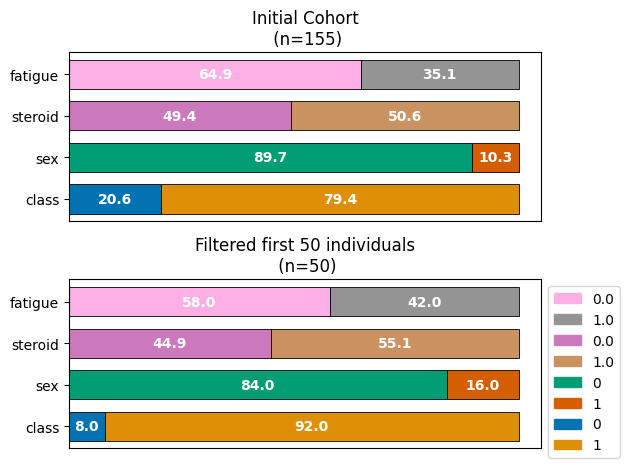 Initial Cohort
(n=155)
fatigue 64.9 35.1
steroid 49.4 50.6
sex 89.7 10.3
class 20.6 79.4
Filtered first 50 individuals
(n=50)
fatigue 58.0 42.0
steroid 44.9 55.1
sex 84.0 16.0
class 8.0 92.0
0.0
1.0
0.0
1.0
0
1
0
1